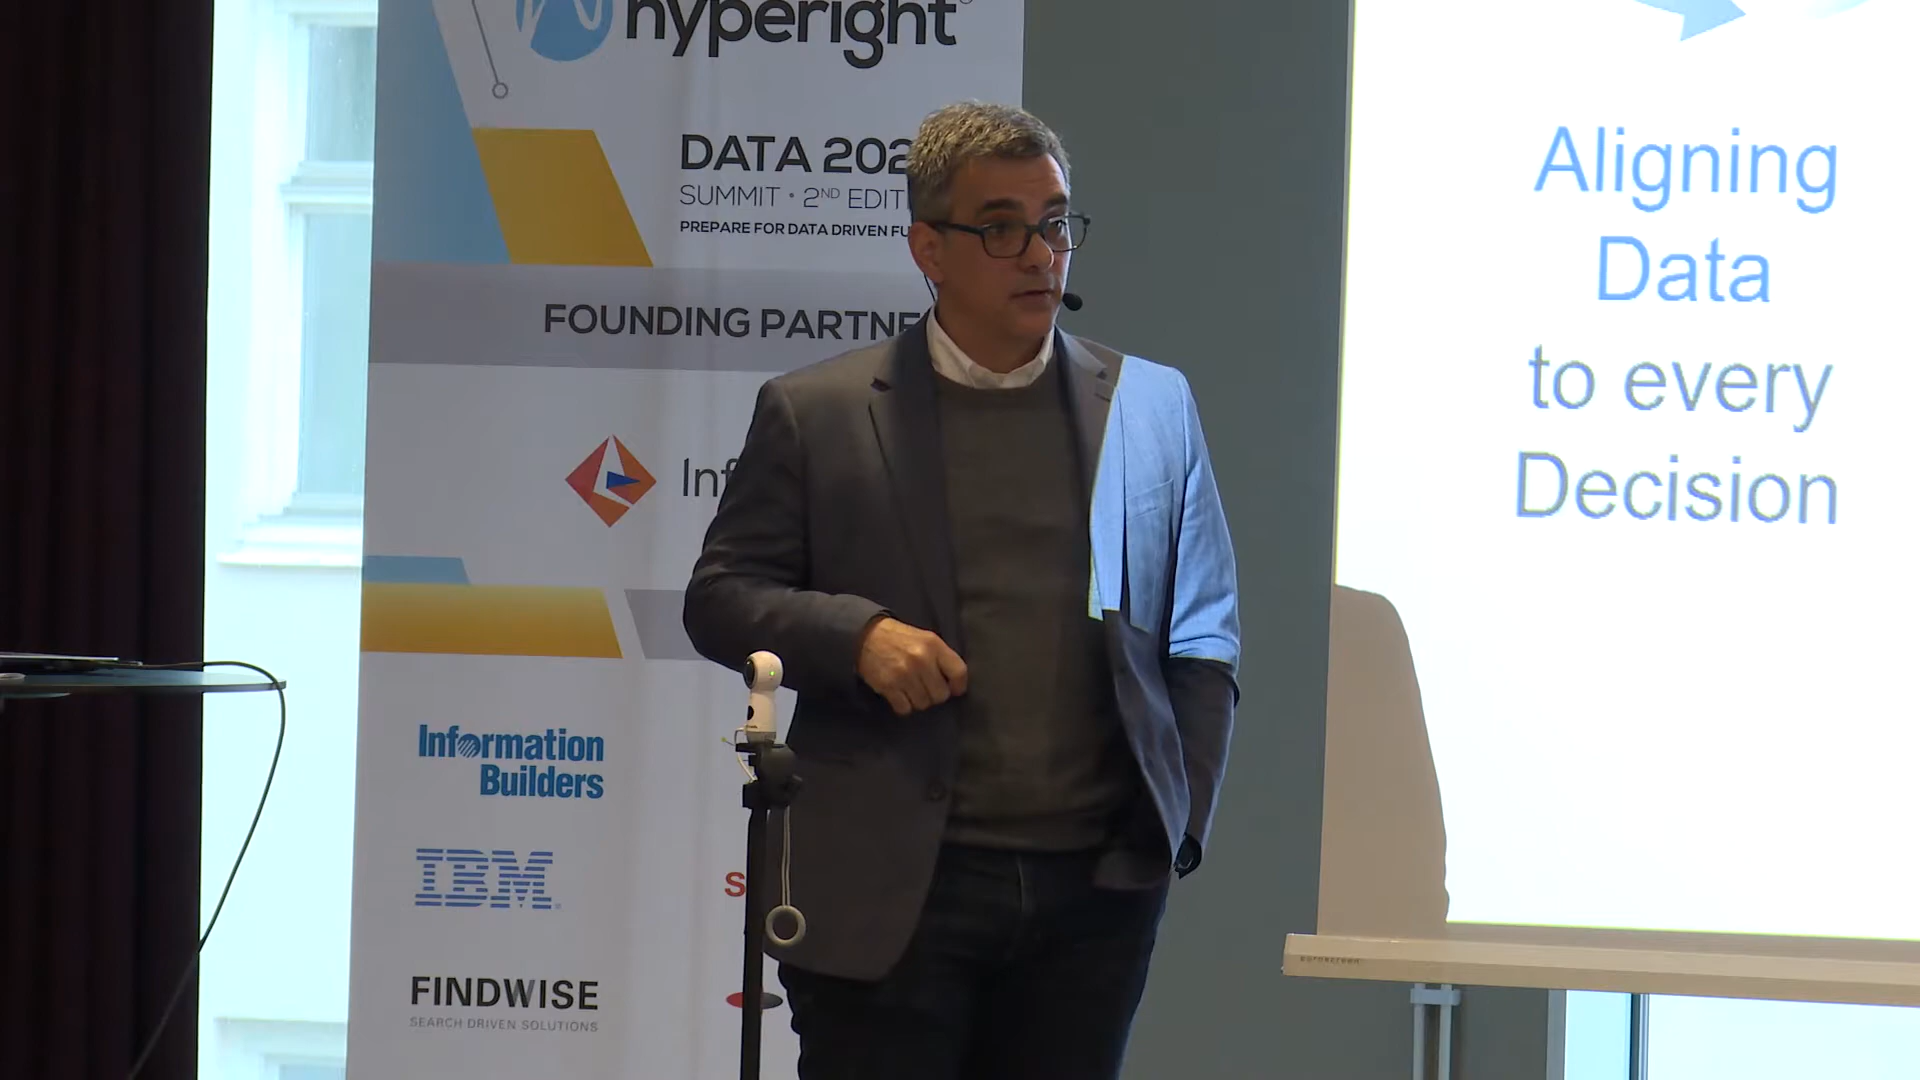 hyperight
DATA 202
SUMMIT • 2ND EDIT
PREPARE FOR DATA DRIVEN FU
FOUNDING PARTNE
Inf
Information
Builders
IBM
S
FINDWISE
SEARCH DRIVEN SOLUTIONS
Aligning
Data
to every
Decision